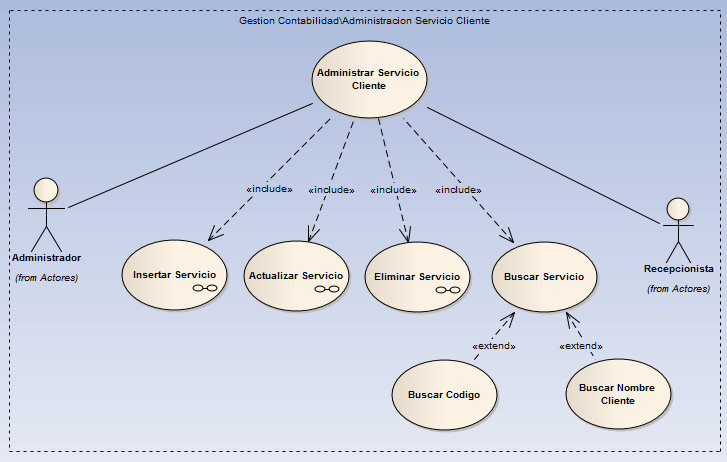 Gestion Contabilidad\Administracion Servicio Cliente
Administrar Servicio
Cliente
«include»
«include»
«include»
«include»
Administrador
(from Actores)
Recepcionista
(from Actores)
Insertar Servicio
Actualizar Servicio
Eliminar Servicio
Buscar Servicio
«extend»
«extend»
Buscar Codigo
Buscar Nombre
Cliente